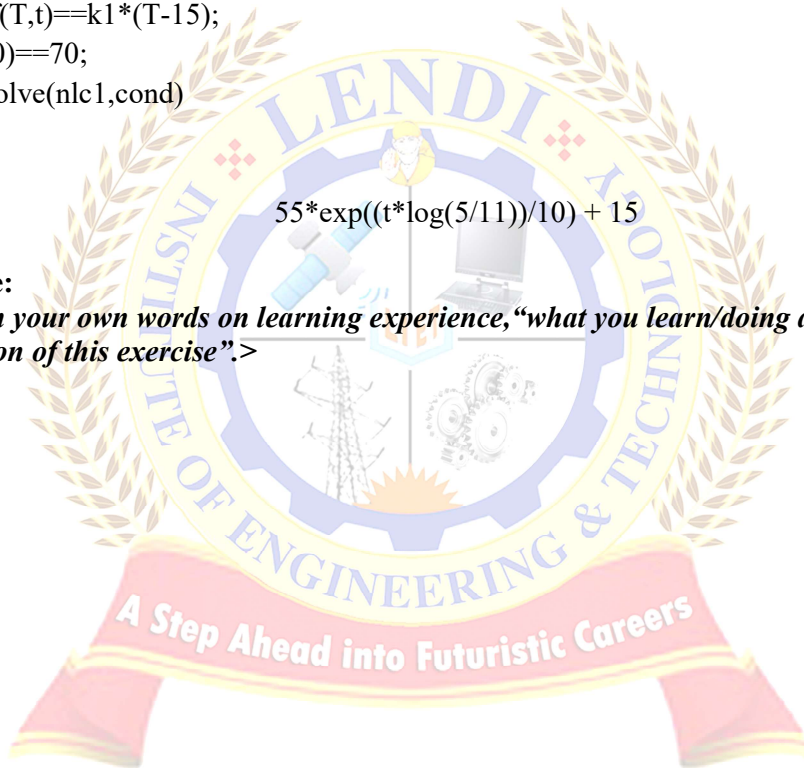 (T,t)==k1*(T-15);
0)==70;
olve(nlc1,cond)
LENDI
INSTITUTE OF ENGINEERING & TECHNOLOGY
55*exp((t*log(5/11))/10) + 15
e:
n your own words on learning experience,“what you learn/doing
on of this exercise”.>
A Step Ahead into Futuristic Careers